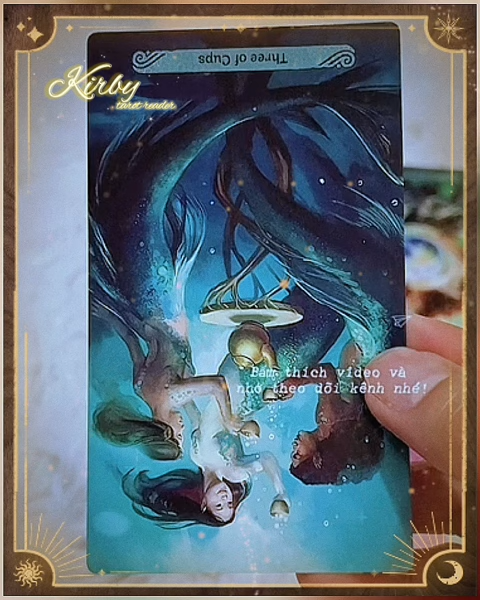 Three of Cups
Kirby
.tarot reader
Bấm thích video và
nhớ theo dõi kênh nhé!